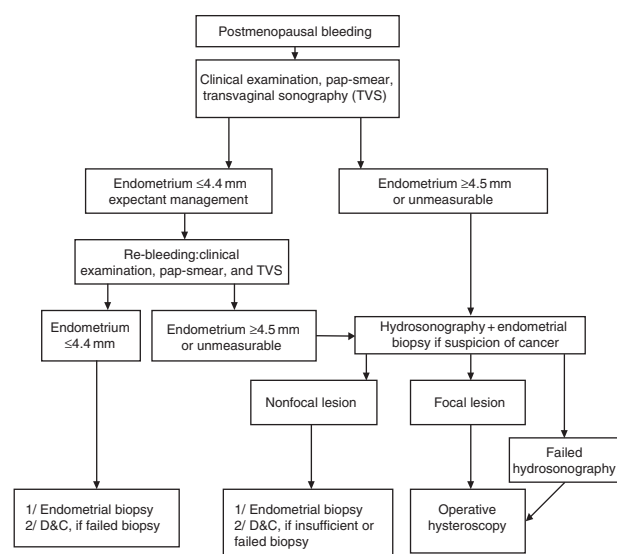 Postmenopausal bleeding
Clinical examination, pap-smear,
transvaginal sonography (TVS)
Endometrium ≤4.4 mm
expectant management
Endometrium ≥4.5 mm
or unmeasurable
Re-bleeding:clinical
examination, pap-smear, and TVS
Endometrium
≤4.4 mm
Endometrium ≥4.5 mm
or unmeasurable
Hydrosonography + endometrial
biopsy if suspicion of cancer
Nonfocal lesion
Focal lesion
Failed
hydrosonography
1/ Endometrial biopsy
2/ D&C, if failed biopsy
1/ Endometrial biopsy
2/ D&C, if insufficient or
failed biopsy
Operative
hysteroscopy